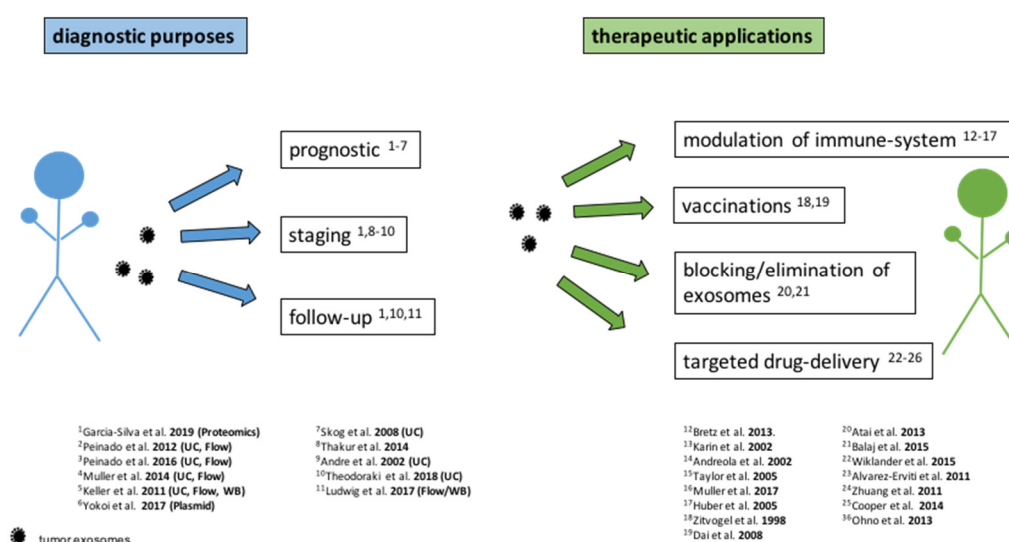 diagnostic purposes
therapeutic applications
prognostic 1-7
staging 1,8-10
follow-up 1,10,11
modulation of immune-system 12-17
vaccinations 18,19
blocking/elimination of
exosomes 20,21
targeted drug-delivery 22-26
1Garcia-Silva et al. 2019 (Proteomics)
2Peinado et al. 2012 (UC, Flow)
3Peinado et al. 2016 (UC, Flow)
4Muller et al. 2014 (UC, Flow)
5Keller et al. 2011 (UC, Flow, WB)
6Yokoi et al. 2017 (Plasmid)
7Skog et al. 2008 (UC)
8Thakur et al. 2014
9Andre et al. 2002 (UC)
10Theodoraki et al. 2018 (UC)
11Ludwig et al. 2017 (Flow/WB)
12Bretz et al. 2013.
13Karin et al. 2002
14Andreola et al. 2002
15Taylor et al. 2005
16Muller et al. 2017
17Huber et al. 2005
18Zitvogel et al. 1998
19Dai et al. 2008
20Atai et al. 2013
21Balaj et al. 2015
22Wiklander et al. 2015
23Alvarez-Erviti et al. 2011
24Zhuang et al. 2011
25Cooper et al. 2014
36Ohno et al. 2013
tumor exosomes